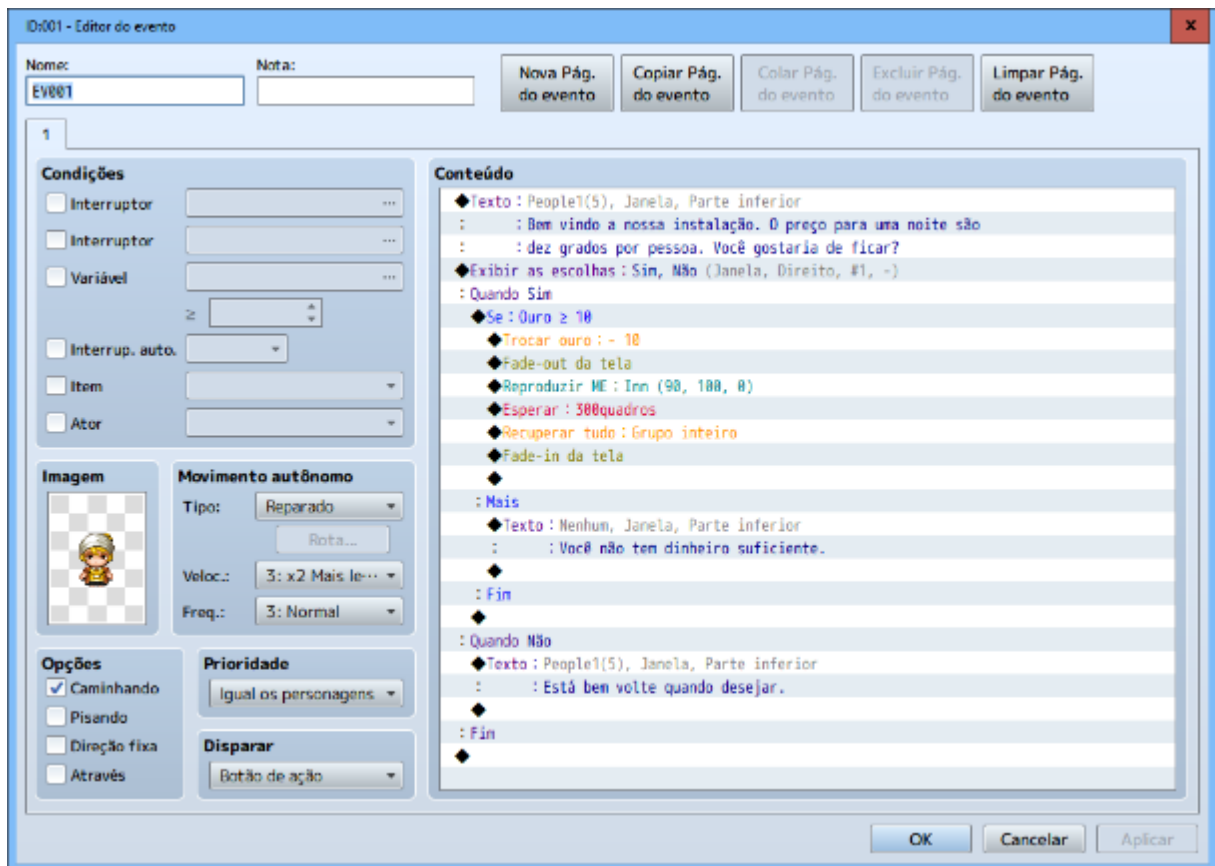 ID:001 - Editor do evento
x
Nome:
Nota:
EV001
Nova Pág.
do evento
Copiar Pág.
do evento
Colar Pág.
do evento
Excluir Pág.
do evento
Limpar Pág.
do evento
1
Condições
Interruptor ...
Interruptor ...
Variável ...
≥
Interrup. auto.
Item
Ator
Imagem
Movimento autônomo
Tipo: Reparado
Rota...
Veloc.: 3: x2 Mais le...
Freq.: 3: Normal
Opções
Caminhando
Pisando
Direção fixa
Através
Prioridade
Igual os personagens
Disparar
Botão de ação
Conteúdo
◆Texto : People1(5), Janela, Parte inferior
: : Bem vindo a nossa instalação. O preço para uma noite são
: : dez grados por pessoa. Você gostaria de ficar?
◆Exibir as escolhas : Sim, Não (Janela, Direito, #1, -)
: Quando Sim
◆Se : Ouro ≥ 10
◆Trocar ouro : - 10
◆Fade-out da tela
◆Reproduzir ME : Inn (90, 100, 0)
◆Esperar : 300quadros
◆Recuperar tudo : Grupo inteiro
◆Fade-in da tela
◆
: Mais
◆Texto : Nenhum, Janela, Parte inferior
: : Você não tem dinheiro suficiente.
◆
: Fim
◆
: Quando Não
◆Texto : People1(5), Janela, Parte inferior
: : Está bem volte quando desejar.
◆
: Fim
◆
OK
Cancelar
Aplicar